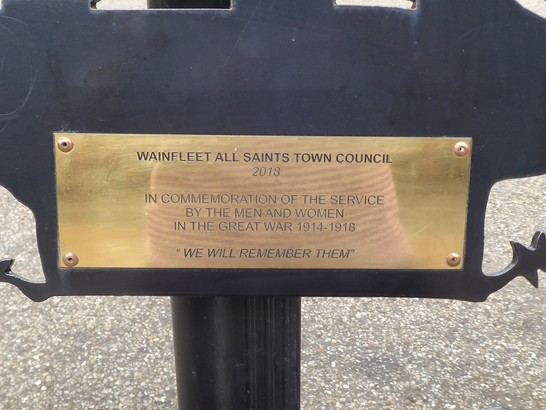 WAINFLEET ALL SAINTS TOWN COUNCIL
2018
IN COMMEMORATION OF THE SERVICE
BY THE MEN AND WOMEN
IN THE GREAT WAR 1914-1918
“WE WILL REMEMBER THEM”